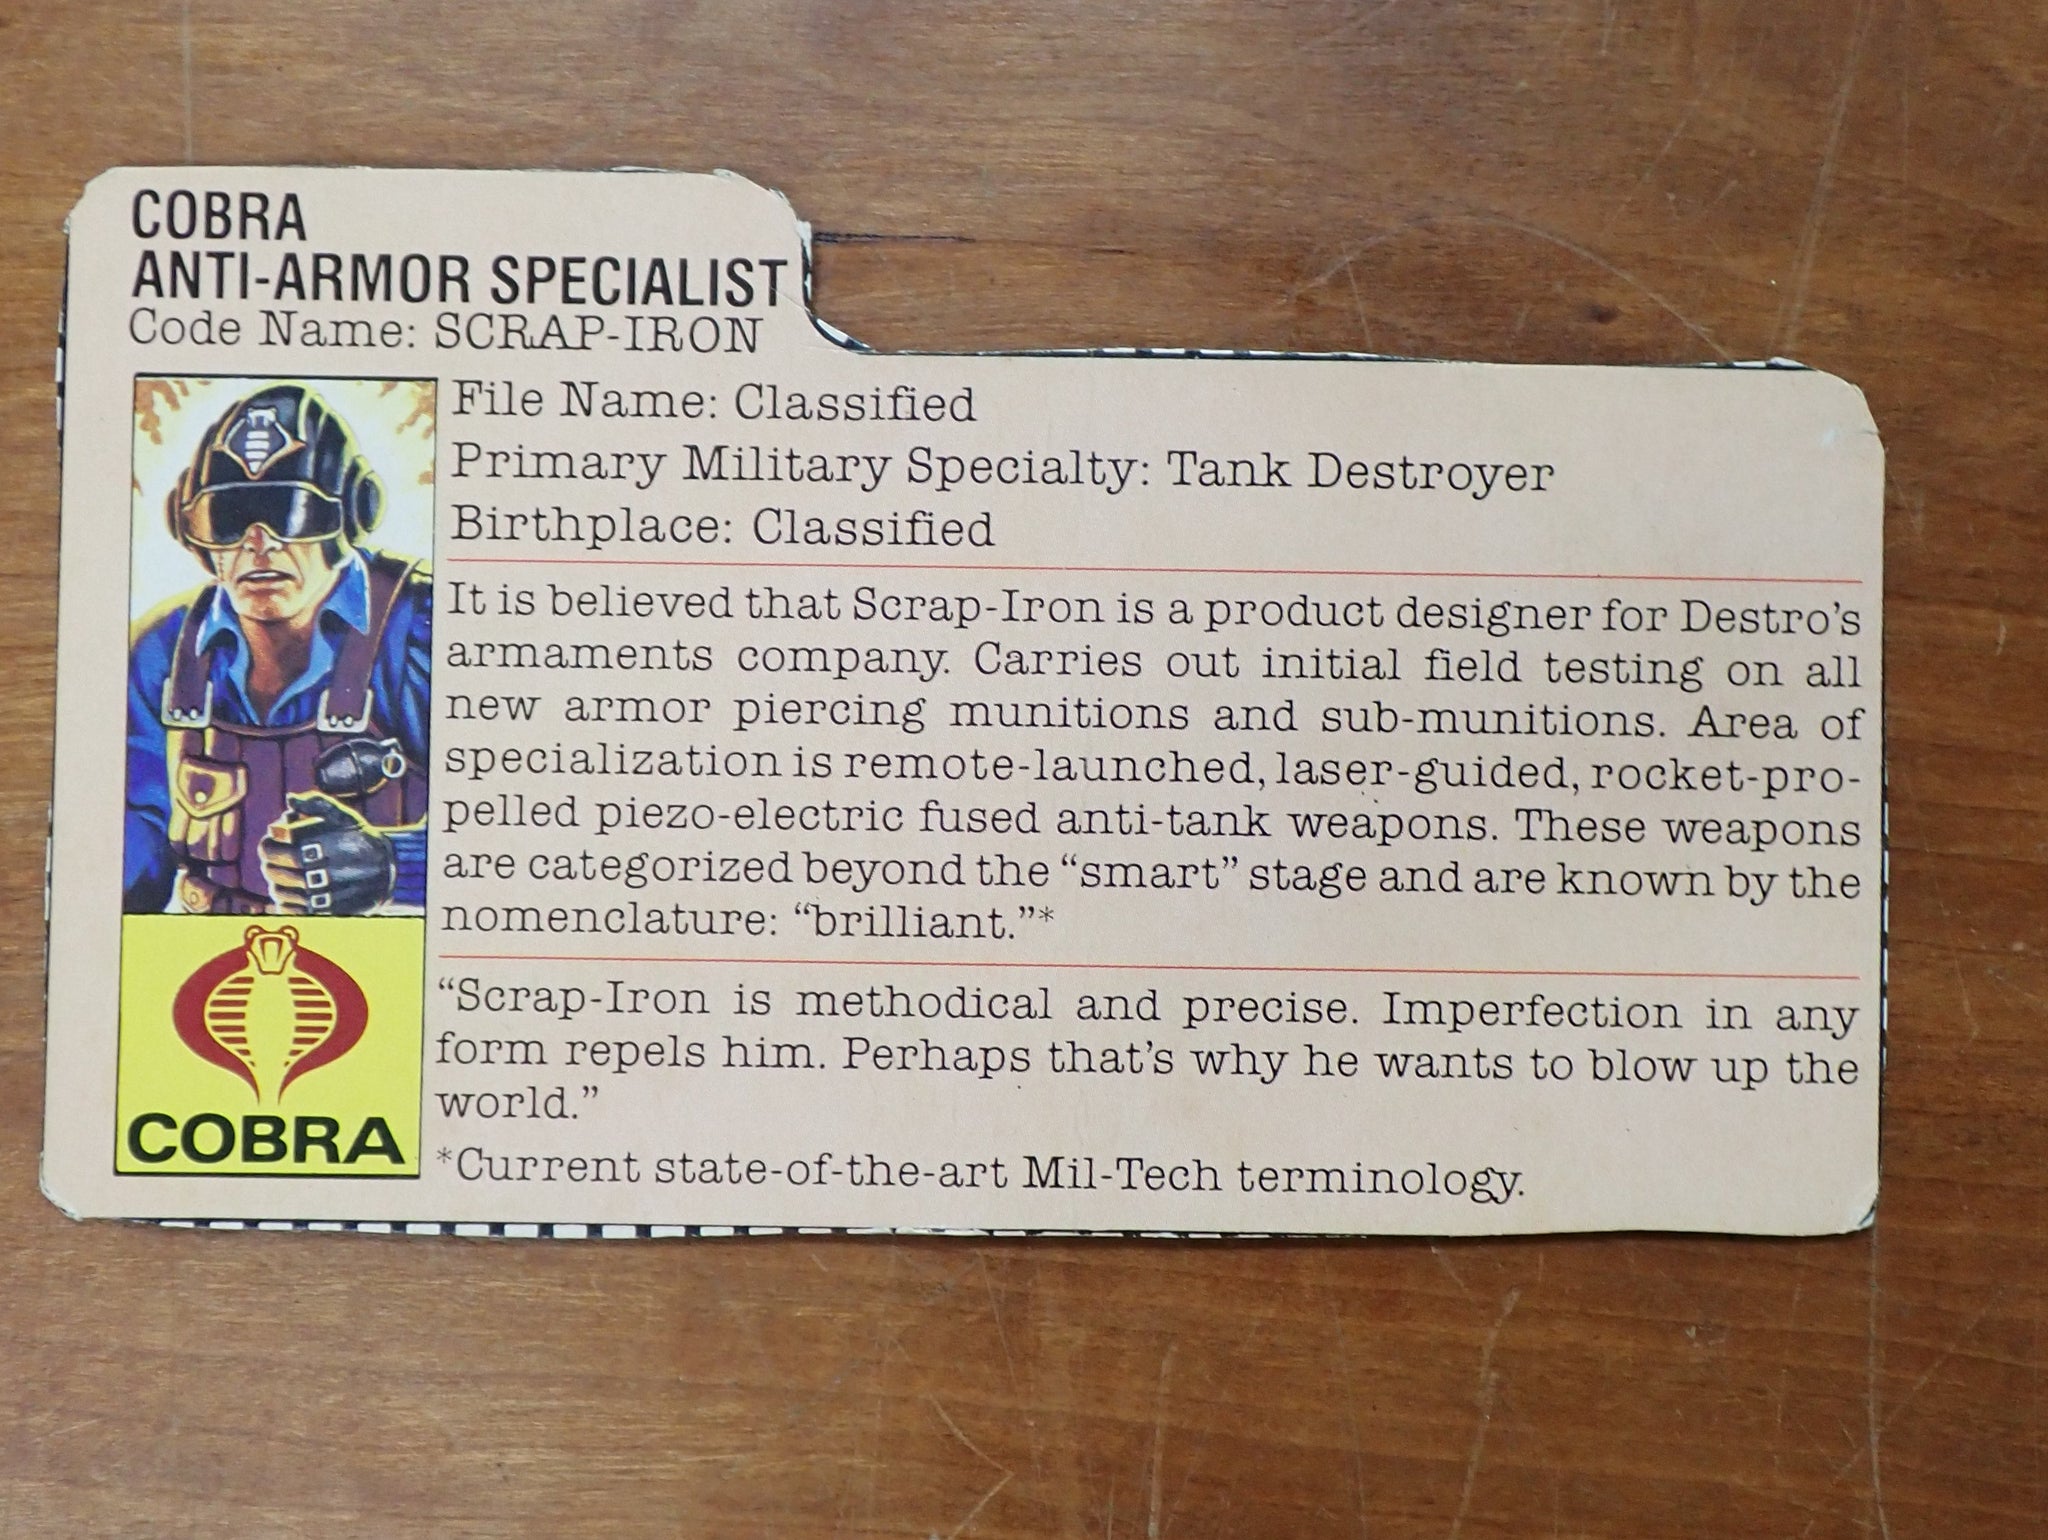 COBRA
ANTI-ARMOR SPECIALIST
Code Name: SCRAP-IRON
File Name: Classified
Primary Military Specialty: Tank Destroyer
Birthplace: Classified
It is believed that Scrap-Iron is a product designer for Destro's
armaments company. Carries out initial field testing on all
new armor piercing munitions and sub-munitions. Area of
specialization is remote-launched, laser-guided, rocket-pro-
pelled piezo-electric fused anti-tank weapons. These weapons
are categorized beyond the “smart” stage and are known by the
nomenclature: “brilliant.”*
“Scrap-Iron is methodical and precise. Imperfection in any
form repels him. Perhaps that's why he wants to blow up the
world.”
*Current state-of-the-art Mil-Tech terminology.
COBRA